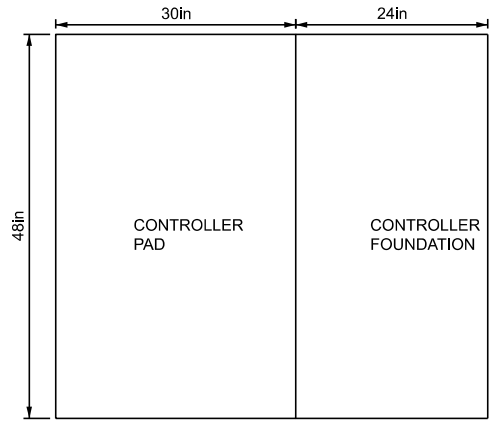 30in
24in
48in
CONTROLLER
PAD
CONTROLLER
FOUNDATION